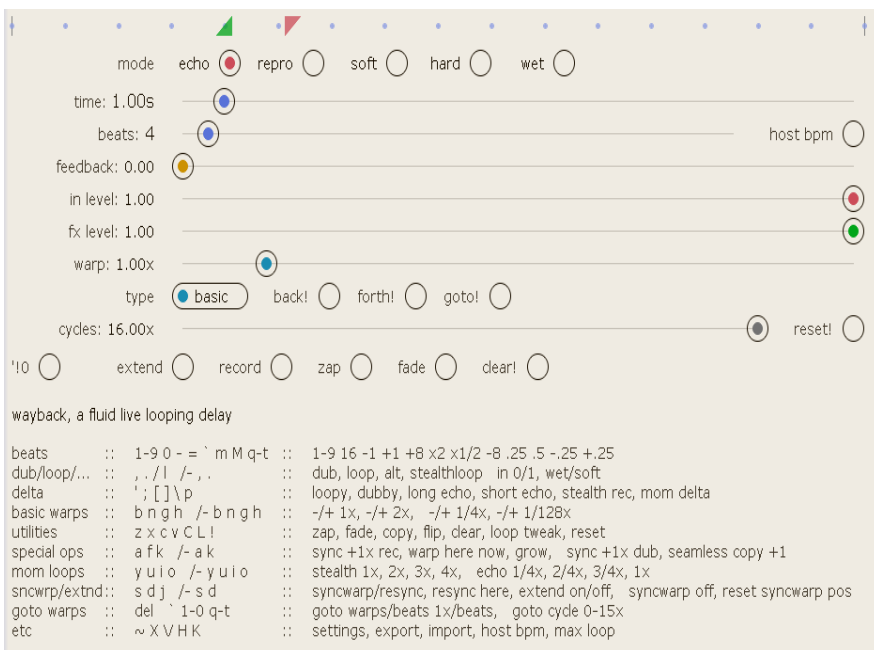 mode echo repro soft hard wet
time: 1.00s
beats: 4 host bpm
feedback: 0.00
in level: 1.00
fx level: 1.00
warp: 1.00x
type basic back! forth! goto!
cycles: 16.00x reset!
'!0 extend record zap fade clear!
wayback, a fluid live looping delay
beats :: 1-9 0 - = ` m M q-t :: 1-9 16 -1 +1 +8 x2 x1/2 -8 .25 .5 -.25 +.25
dub/loop/... :: , . / l /- , . :: dub, loop, alt, stealthloop in 0/1, wet/soft
delta :: ' ; [ ] \ p :: loopy, dubby, long echo, short echo, stealth rec, mom delta
basic warps :: b n g h /- b n g h :: -/+ 1x, -/+ 2x, -/+ 1/4x, -/+ 1/128x
utilities :: z x c v C L ! :: zap, fade, copy, flip, clear, loop tweak, reset
special ops :: a f k /- a k :: sync +1x rec, warp here now, grow, sync +1x dub, seamless copy +1
mom loops :: y u i o /- y u i o :: stealth 1x, 2x, 3x, 4x, echo 1/4x, 2/4x, 3/4x, 1x
sncwrp/extnd:: s d j /- s d :: syncwarp/resync, resync here, extend on/off, syncwarp off, reset syncwarp pos
goto warps :: del ` 1-0 q-t :: goto warps/beats 1x/beats, goto cycle 0-15x
etc :: ~ X V H K :: settings, export, import, host bpm, max loop